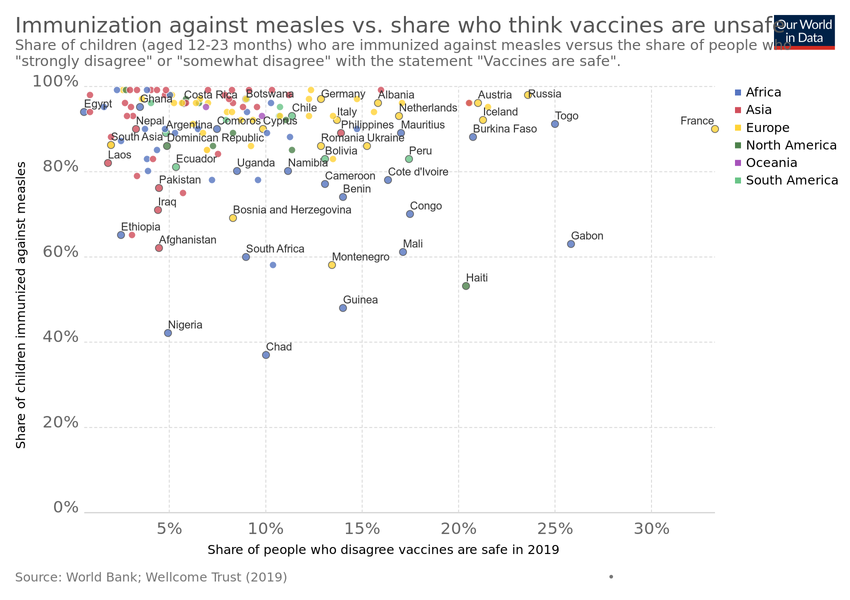 Immunization against measles vs. share who think vaccines are unsafe
Our World
in Data
Share of children (aged 12-23 months) who are immunized against measles versus the share of people who
"strongly disagree" or "somewhat disagree" with the statement "Vaccines are safe".
100%
80%
60%
40%
20%
0%
Share of children immunized against measles
Egypt
Ghana
Costa Rica
Botswana
Germany
Albania
Austria
Russia
Chile
Italy
Netherlands
Iceland
Togo
France
Nepal
Argentina
Comoros
Cyprus
Philippines
Mauritius
Burkina Faso
South Asia
Dominican Republic
Romania
Ukraine
Laos
Ecuador
Uganda
Namibia
Bolivia
Peru
Pakistan
Cameroon
Cote d'Ivoire
Benin
Iraq
Bosnia and Herzegovina
Congo
Ethiopia
Afghanistan
South Africa
Montenegro
Mali
Gabon
Haiti
Guinea
Nigeria
Chad
5%
10%
15%
20%
25%
30%
Share of people who disagree vaccines are safe in 2019
Africa
Asia
Europe
North America
Oceania
South America
Source: World Bank; Wellcome Trust (2019)
•